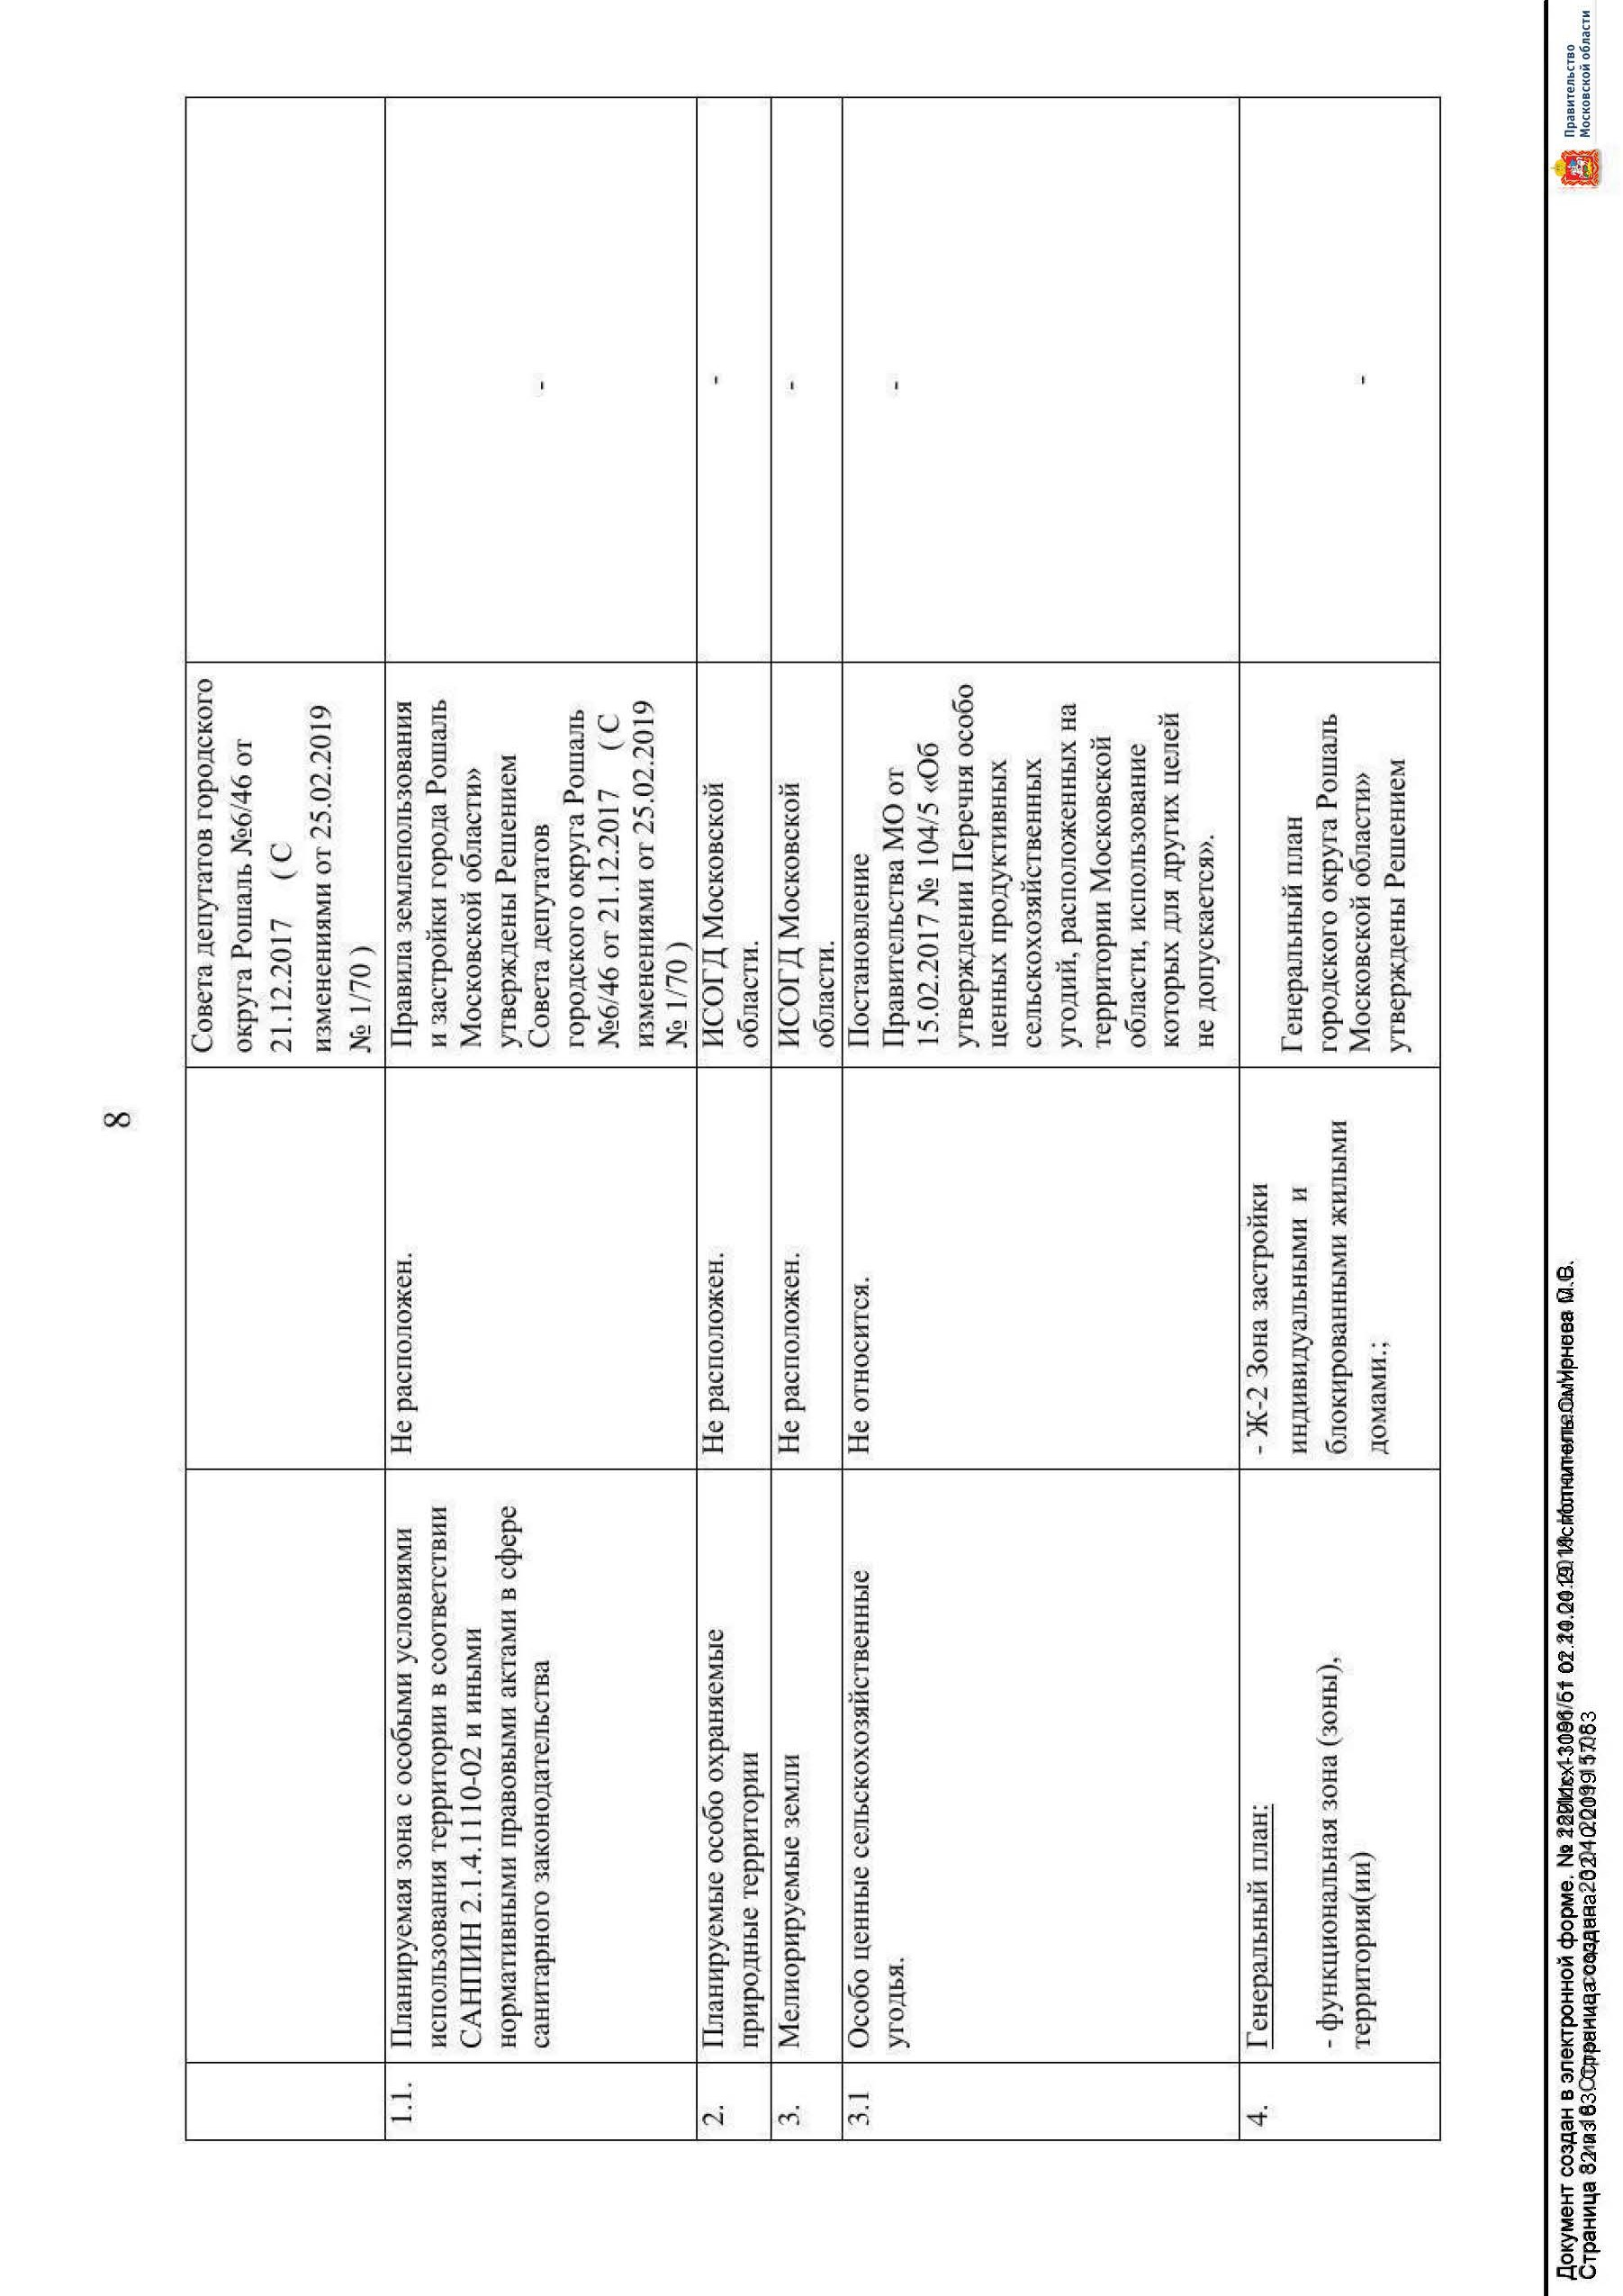 8
Совета депутатов городского
округа Рошаль №6/46 от
21.12.2017 ( С
изменениями от 25.02.2019
№ 1/70 )
1.1.
Планируемая зона с особыми условиями
использования территории в соответствии
САНПИН 2.1.4.1110-02 и иными
нормативными правовыми актами в сфере
санитарного законодательства
Не расположен.
Правила землепользования
и застройки города Рошаль
Московской области»
утверждены Решением
Совета депутатов
городского округа Рошаль
№6/46 от 21.12.2017 ( С
изменениями от 25.02.2019
№ 1/70 )
-
2.
Планируемые особо охраняемые
природные территории
Не расположен.
ИСОГД Московской
области.
-
3.
Мелиорируемые земли
Не расположен.
ИСОГД Московской
области.
-
3.1
Особо ценные сельскохозяйственные
угодья.
Не относится.
Постановление
Правительства МО от
15.02.2017 № 104/5 «Об
утверждении Перечня особо
ценных продуктивных
сельскохозяйственных
угодий, расположенных на
территории Московской
области, использование
которых для других целей
не допускается».
-
4.
Генеральный план:
- функциональная зона (зоны),
территория(ии)
- Ж-2 Зона застройки
индивидуальными и
блокированными жилыми
домами.;
Генеральный план
городского округа Рошаль
Московской области»
утверждены Решением
-
Документ создан в электронной форме. №
Страница
Правительство
Московской области